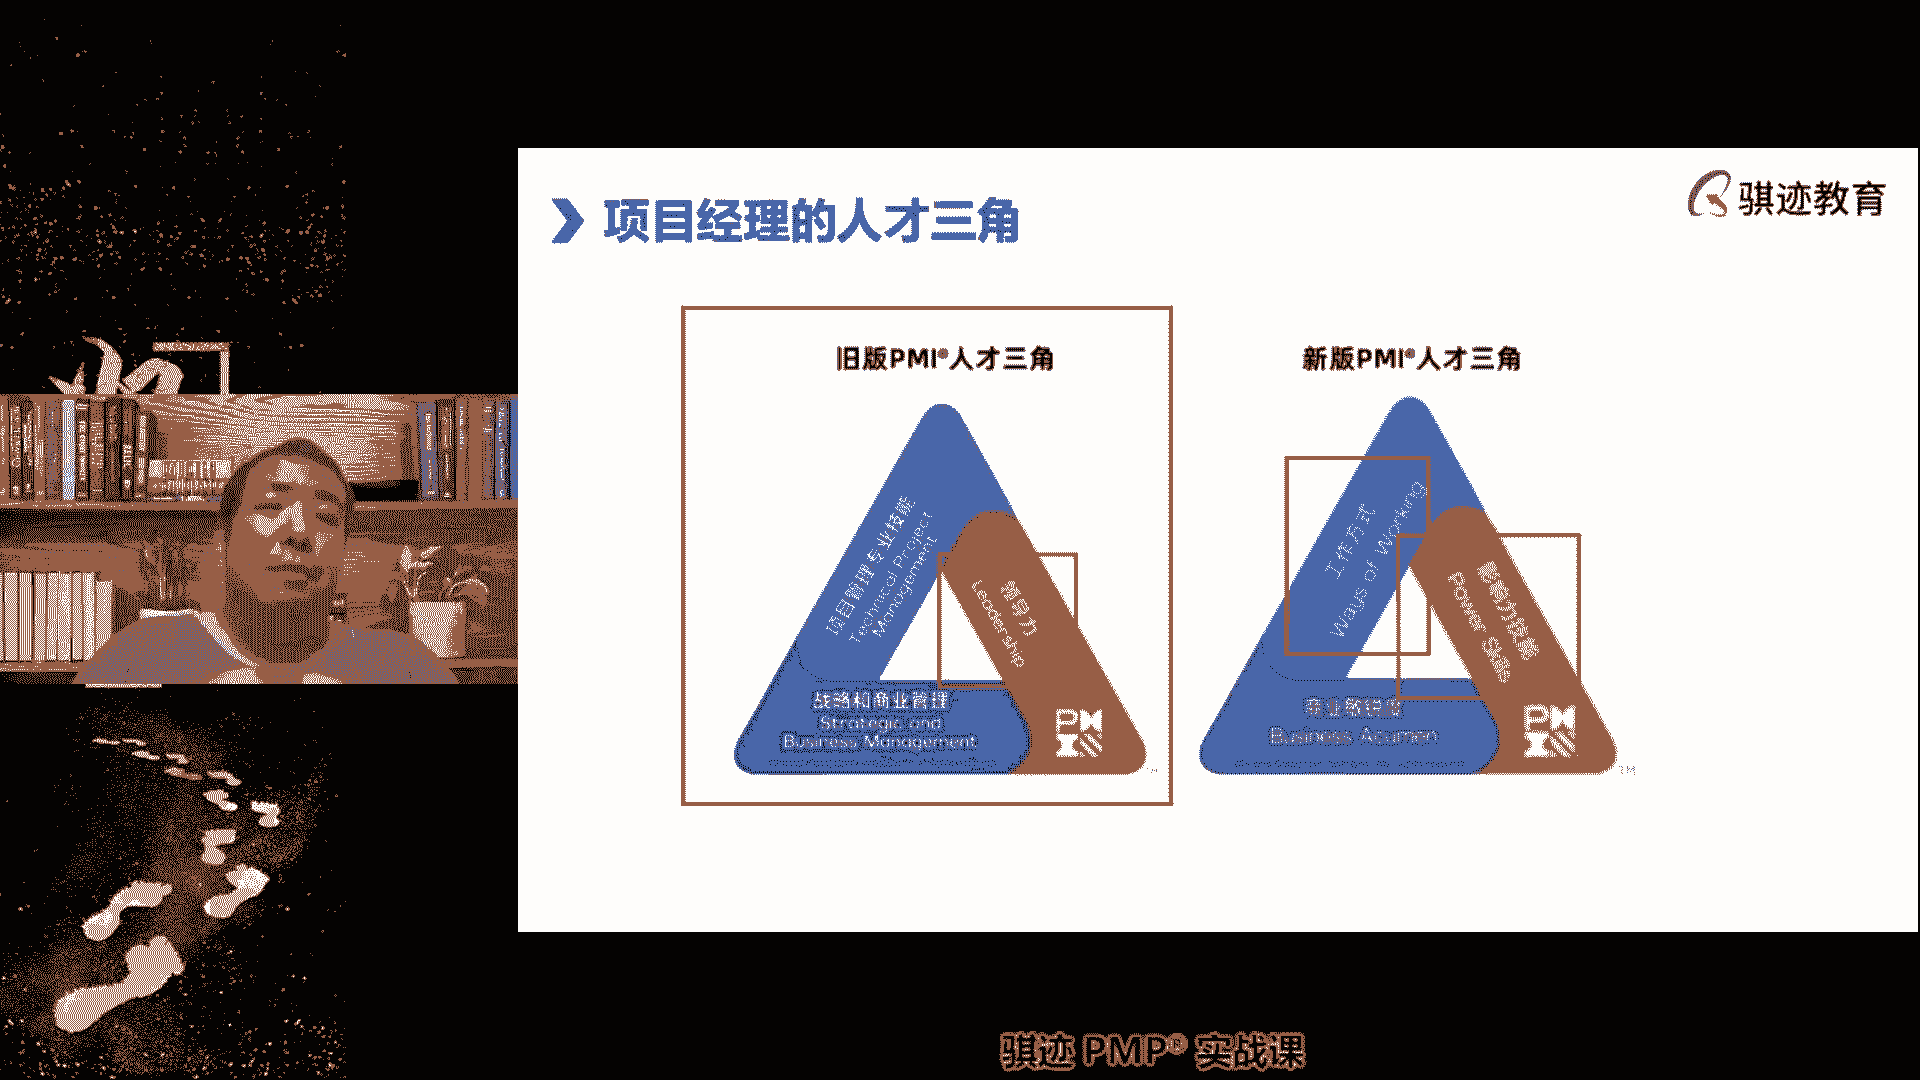 项目经理的人才三角
骐迹教育
旧版PMI®人才三角
项目管理专业技能
Technical Project
Management
领导力
Leadership
战略和商业管理
Strategic and
Business Management
PMI
新版PMI®人才三角
工作方式
Ways of Working
影响力技能
Power Skills
商业敏锐度
Business Acumen
PMI
TM
骐迹 PMP® 实战课